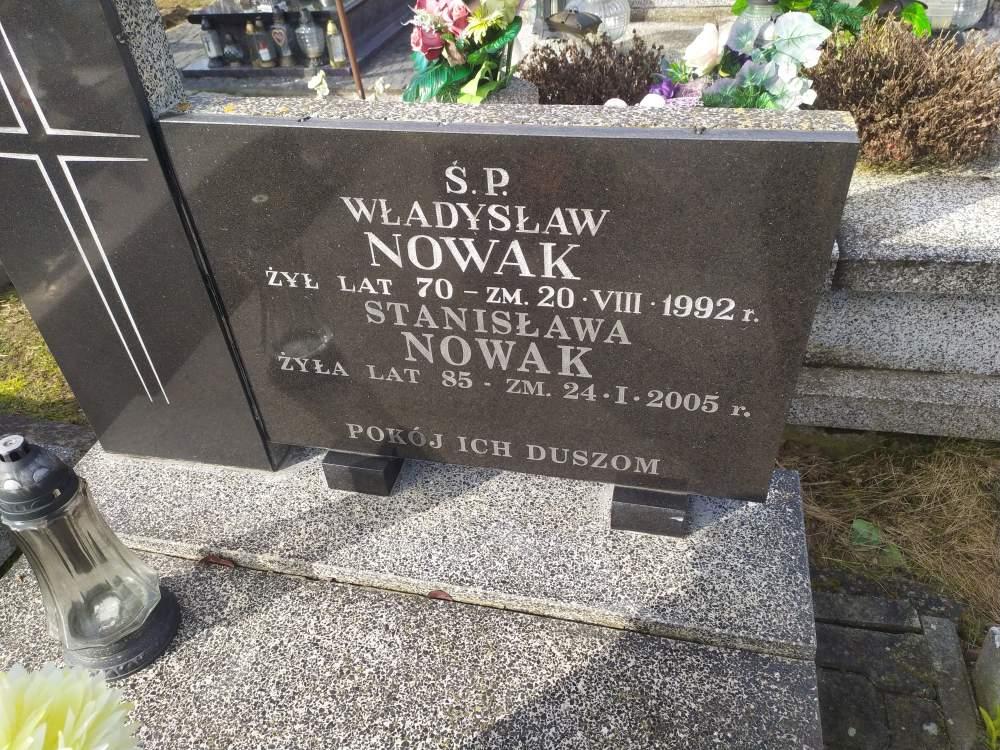 Ś.P.
WŁADYSŁAW
NOWAK
ŻYŁ LAT 70 - ZM. 20 · VIII · 1992 r.
STANISŁAWA
NOWAK
ŻYŁA LAT 85 - ZM. 24 · I · 2005 r.
POKÓJ ICH DUSZOM